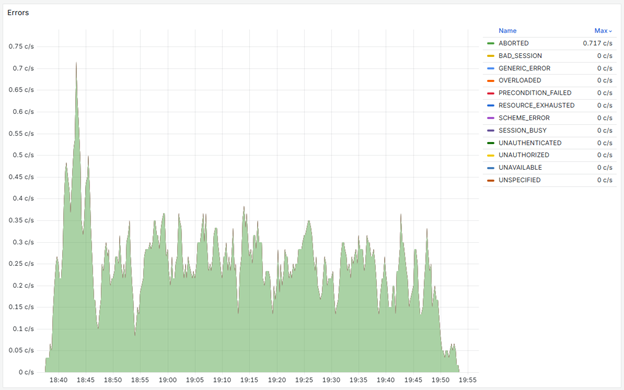 Errors
Name Max
0.75 c/s
0.7 c/s
0.65 c/s
0.6 c/s
0.55 c/s
0.5 c/s
0.45 c/s
0.4 c/s
0.35 c/s
0.3 c/s
0.25 c/s
0.2 c/s
0.15 c/s
0.1 c/s
0.05 c/s
0 c/s
18:40 18:45 18:50 18:55 19:00 19:05 19:10 19:15 19:20 19:25 19:30 19:35 19:40 19:45 19:50 19:55
ABORTED 0.717 c/s
BAD_SESSION 0 c/s
GENERIC_ERROR 0 c/s
OVERLOADED 0 c/s
PRECONDITION_FAILED 0 c/s
RESOURCE_EXHAUSTED 0 c/s
SCHEME_ERROR 0 c/s
SESSION_BUSY 0 c/s
UNAUTHENTICATED 0 c/s
UNAUTHORIZED 0 c/s
UNAVAILABLE 0 c/s
UNSPECIFIED 0 c/s